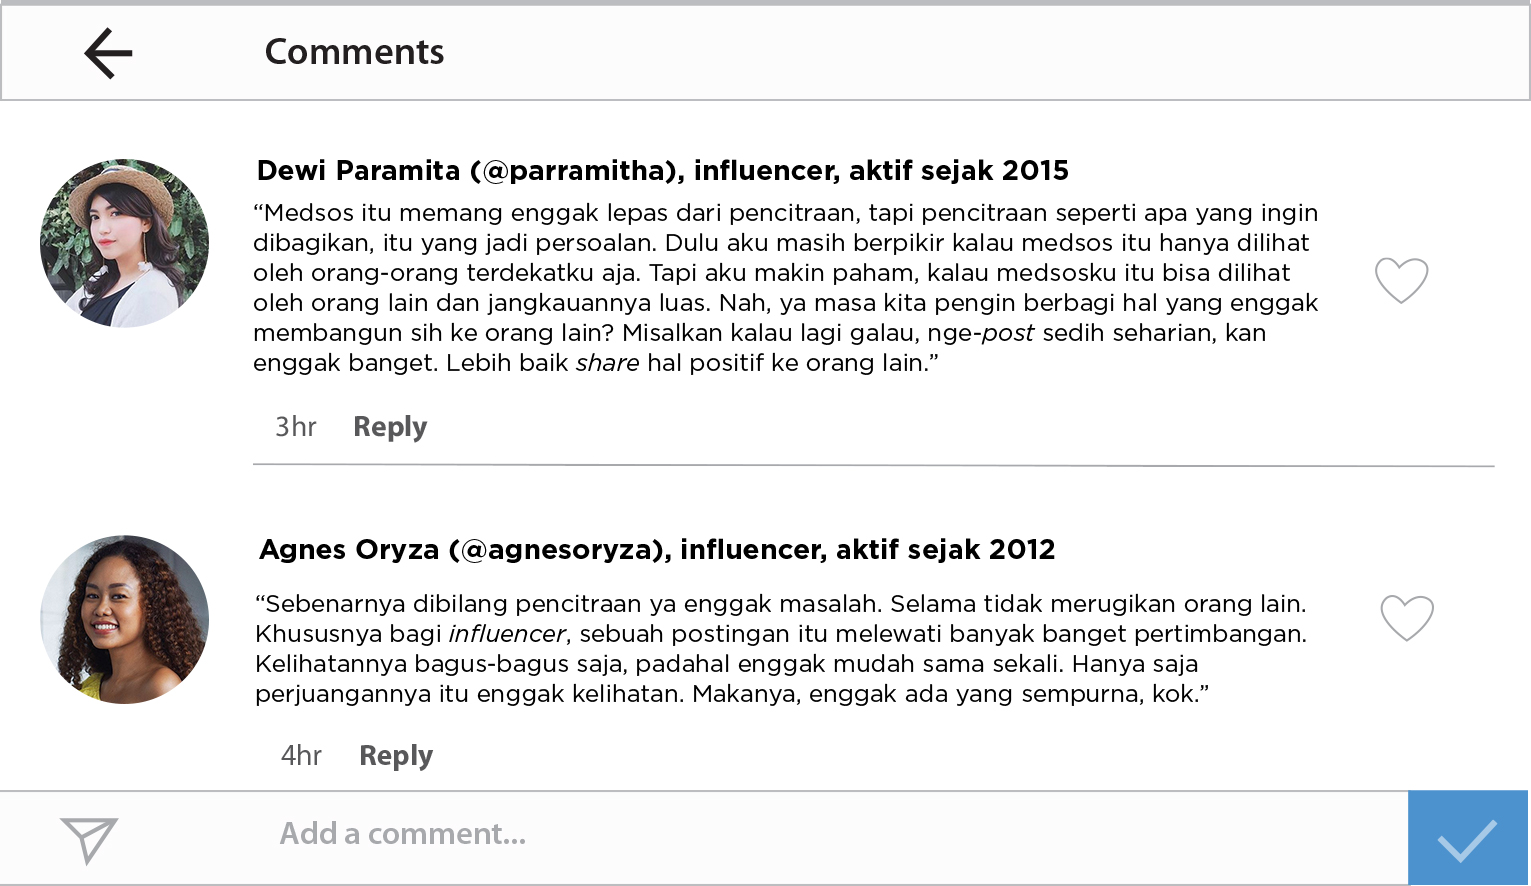 Comments
Dewi Paramita (@parramitha), influencer, aktif sejak 2015
“Medsos itu memang enggak lepas dari pencitraan, tapi pencitraan seperti apa yang ingin
dibagikan, itu yang jadi persoalan. Dulu aku masih berpikir kalau medsos itu hanya dilihat
oleh orang-orang terdekatku aja. Tapi aku makin paham, kalau medsosku itu bisa dilihat
oleh orang lain dan jangkauannya luas. Nah, ya masa kita pengin berbagi hal yang enggak
membangun sih ke orang lain? Misalkan kalau lagi galau, nge-post sedih seharian, kan
enggak banget. Lebih baik share hal positif ke orang lain.”
3hr Reply
Agnes Oryza (@agnesoryza), influencer, aktif sejak 2012
“Sebenarnya dibilang pencitraan ya enggak masalah. Selama tidak merugikan orang lain.
Khususnya bagi influencer, sebuah postingan itu melewati banyak banget pertimbangan.
Kelihatannya bagus-bagus saja, padahal enggak mudah sama sekali. Hanya saja
perjuangannya itu enggak kelihatan. Makanya, enggak ada yang sempurna, kok.”
4hr Reply
Add a comment...